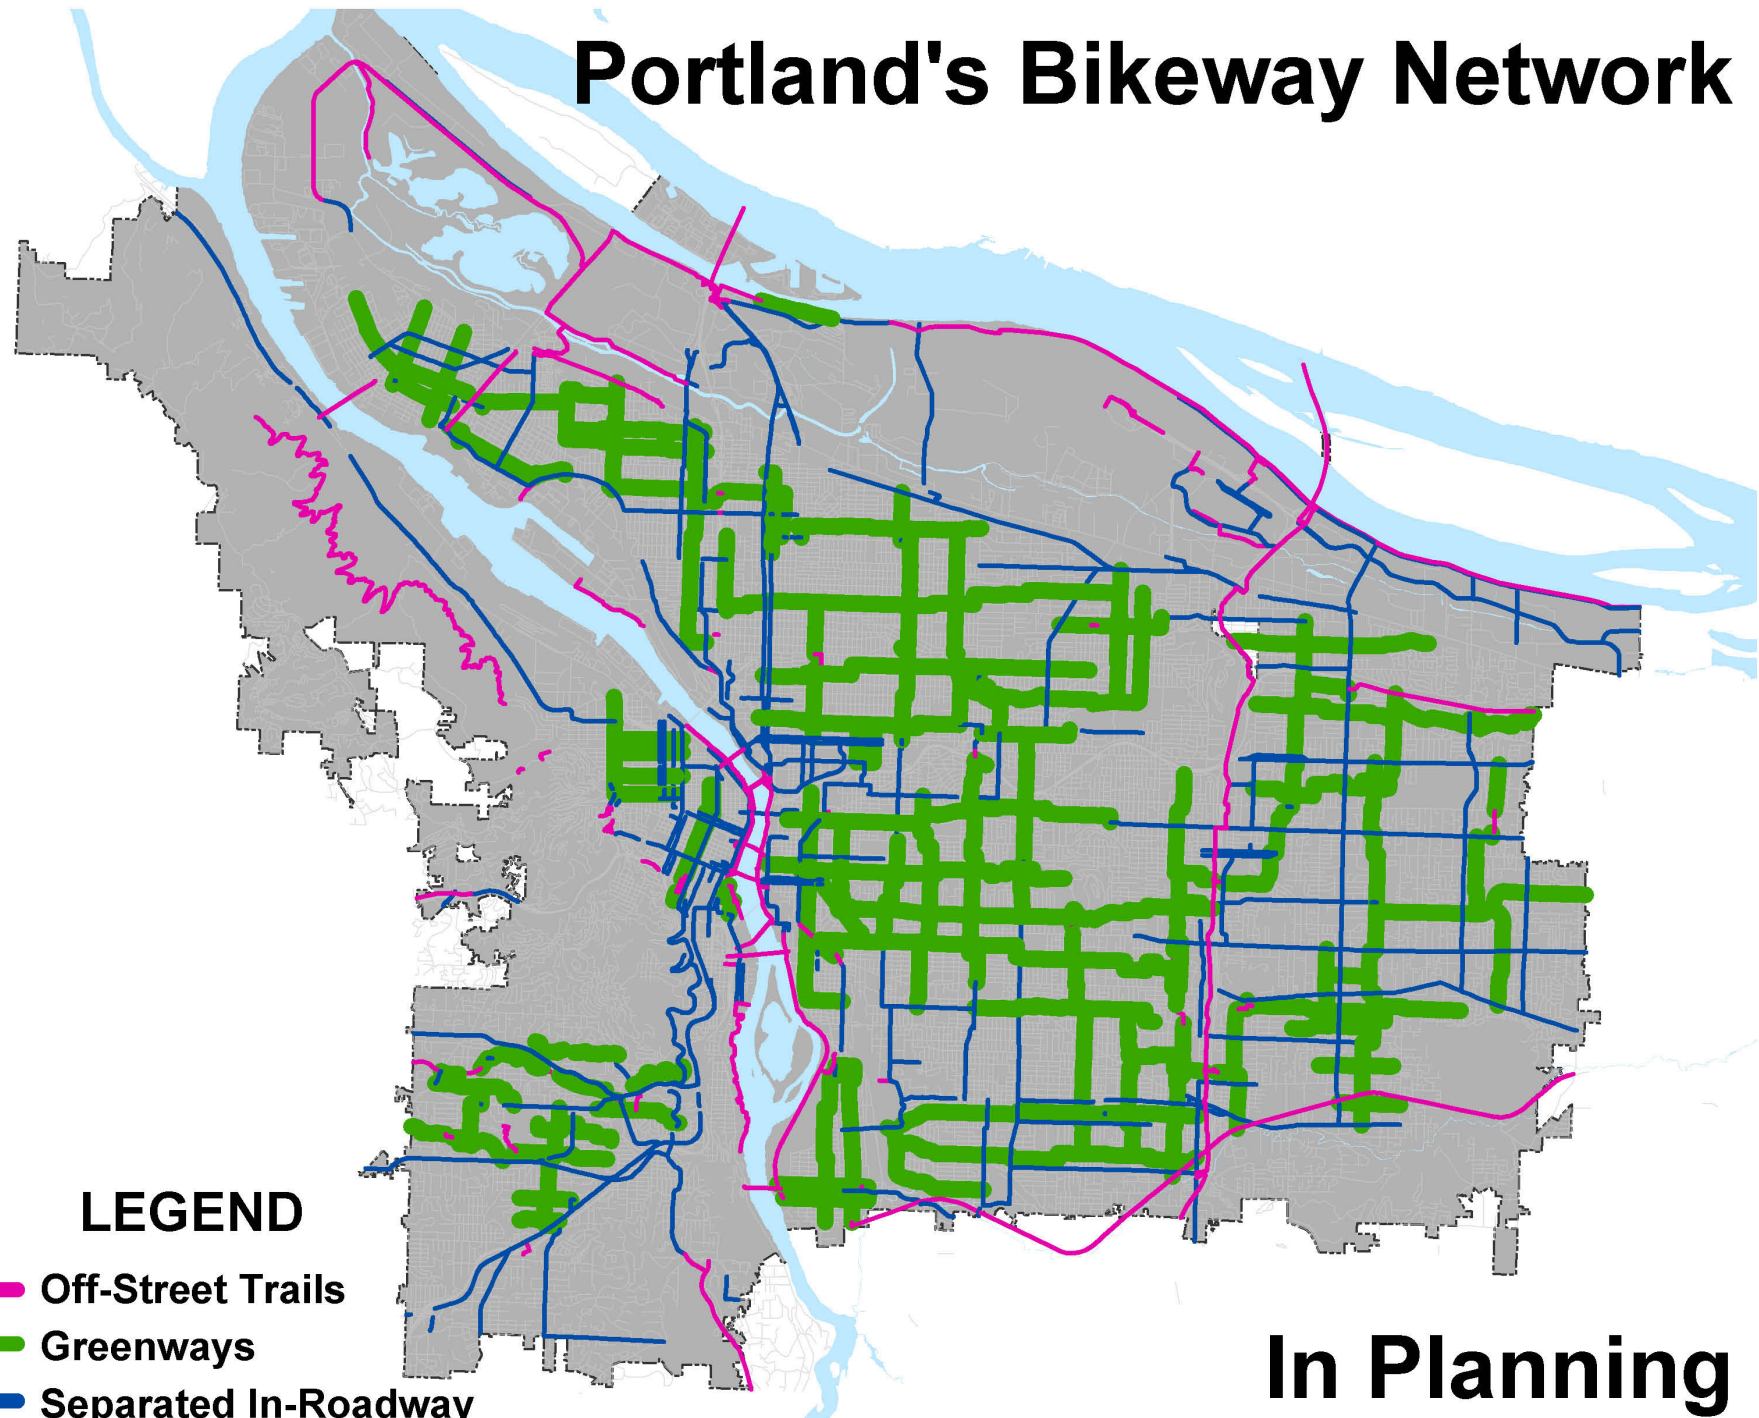 Portland's Bikeway Network
LEGEND
Off-Street Trails
Greenways
Separated In-Roadway
In Planning